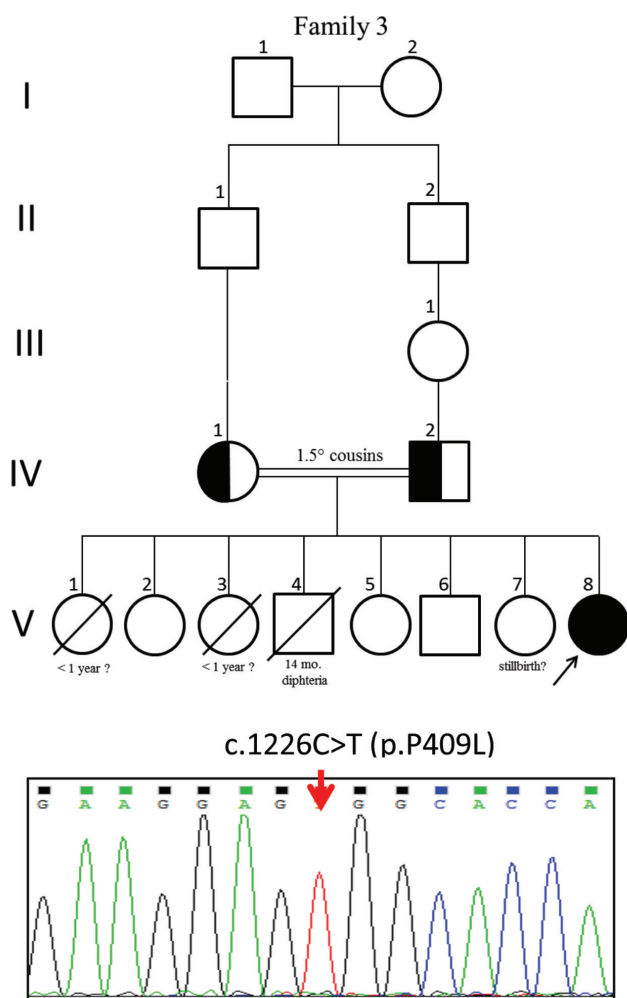 Family 3
1 2
I
1 2
II
1
III
1 2
1.5° cousins
IV
1 2 3 4 5 6 7 8
V
< 1 year ? < 1 year ? 14 mo. stillbirth?
diphteria
c.1226C>T (p.P409L)
G A A G G A G G G C A C C A